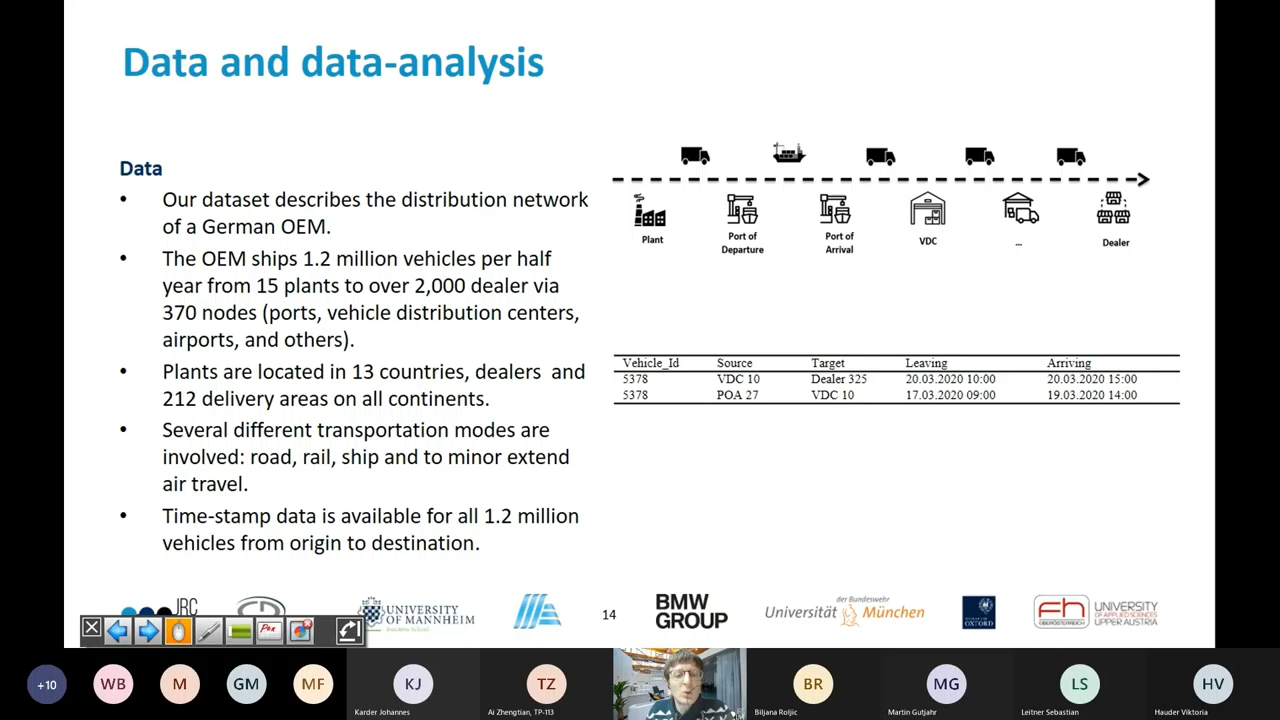 Data and data-analysis
Data
• Our dataset describes the distribution network
of a German OEM.
• The OEM ships 1.2 million vehicles per half
year from 15 plants to over 2,000 dealer via
370 nodes (ports, vehicle distribution centers,
airports, and others).
• Plants are located in 13 countries, dealers and
212 delivery areas on all continents.
• Several different transportation modes are
involved: road, rail, ship and to minor extend
air travel.
• Time-stamp data is available for all 1.2 million
vehicles from origin to destination.
Plant
Port of
Departure
Port of
Arrival
VDC
...
Dealer
Vehicle_Id Source Target Leaving Arriving
5378 VDC 10 Dealer 325 20.03.2020 10:00 20.03.2020 15:00
5378 POA 27 VDC 10 17.03.2020 09:00 19.03.2020 14:00
JRC
UNIVERSITY
OF MANNHEIM
14
BMW
GROUP
der Bundeswehr
Universität München
OXFORD
fh
UNIVERSITY
OF APPLIED SCIENCES
UPPER AUSTRIA
Pen
+10
WB
M
GM
MF
KJ
Karder Johannes
TZ
Ai Zhengtian, TP-113
BR
Biljana Roljic
MG
Martin Gutjahr
LS
Leitner Sebastian
HV
Hauder Viktoria